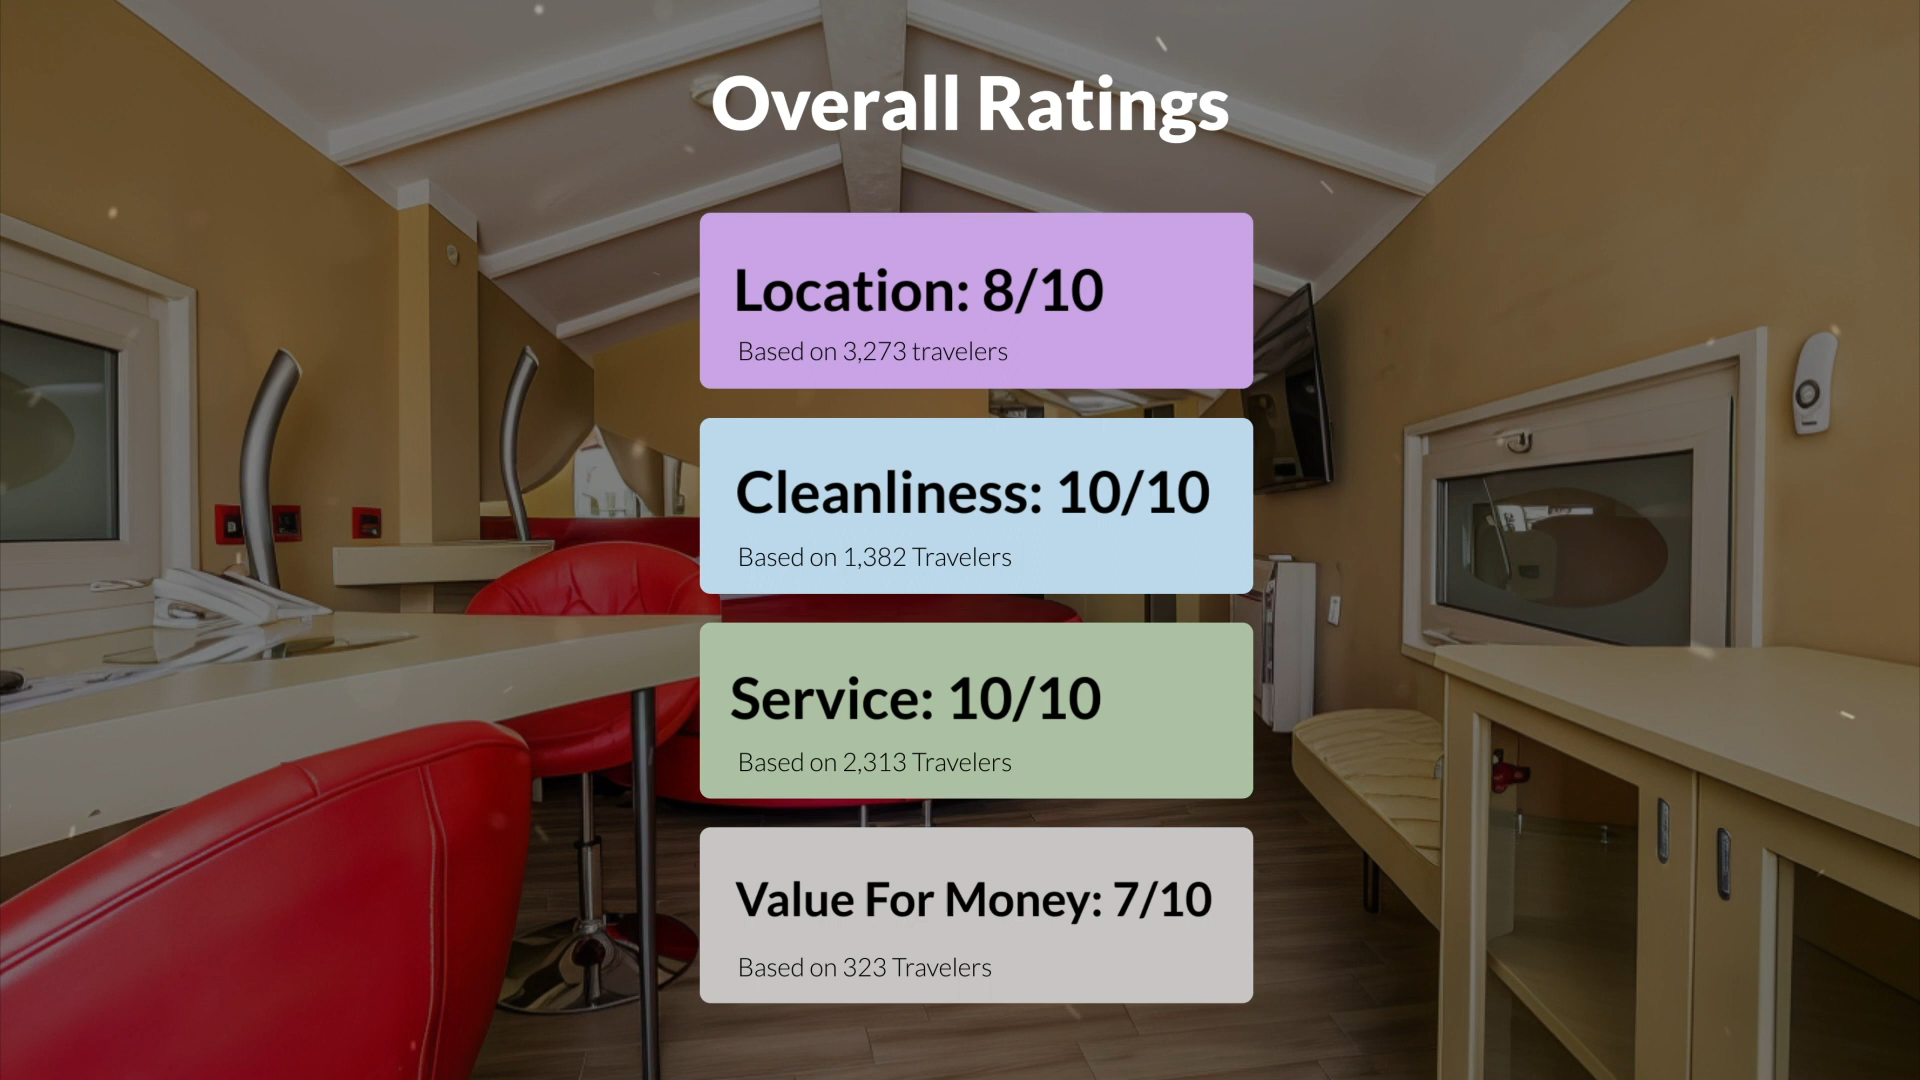 Overall Ratings
Location: 8/10
Based on 3,273 travelers
Cleanliness: 10/10
Based on 1,382 Travelers
Service: 10/10
Based on 2,313 Travelers
Value For Money: 7/10
Based on 323 Travelers